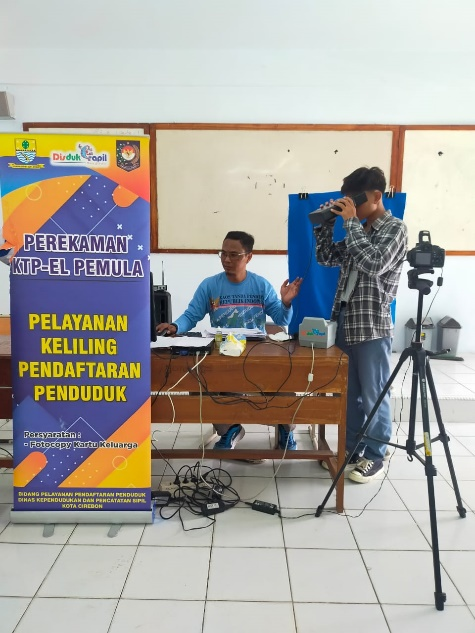 Disdukcapil
PEREKAMAN
KTP-EL PEMULA
PELAYANAN
KELILING
PENDAFTARAN
PENDUDUK
Persyaratan :
- Fotocopy Kartu Keluarga
BIDANG PELAYANAN PENDAFTARAN PENDUDUK
DINAS KEPENDUDUKAN DAN PENCATATAN SIPIL
KOTA CIREBON